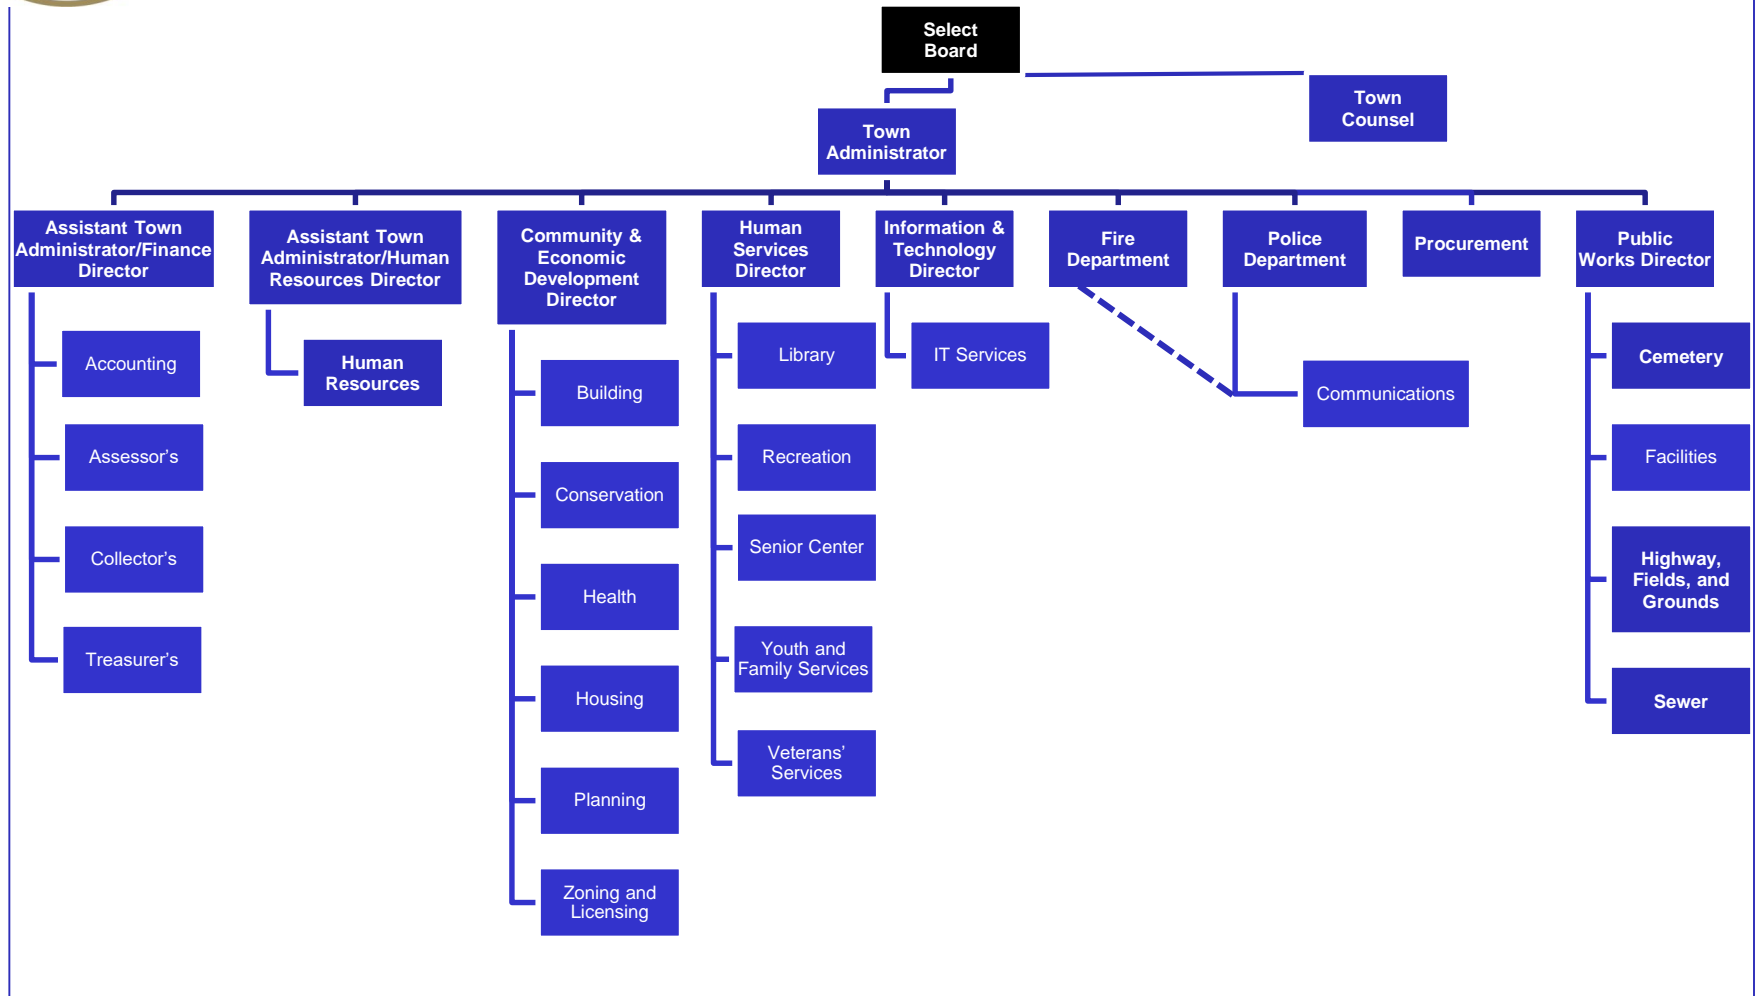 Select
Board
Town
Counsel
Town
Administrator
Assistant Town
Administrator/Finance
Director
Assistant Town
Administrator/Human
Resources Director
Community &
Economic
Development
Director
Human
Services
Director
Information &
Technology
Director
Fire
Department
Police
Department
Procurement
Public
Works Director
Accounting
Assessor's
Collector's
Treasurer's
Human
Resources
Building
Conservation
Health
Housing
Planning
Zoning and
Licensing
Library
Recreation
Senior Center
Youth and
Family Services
Veterans'
Services
IT Services
Communications
Cemetery
Facilities
Highway,
Fields, and
Grounds
Sewer